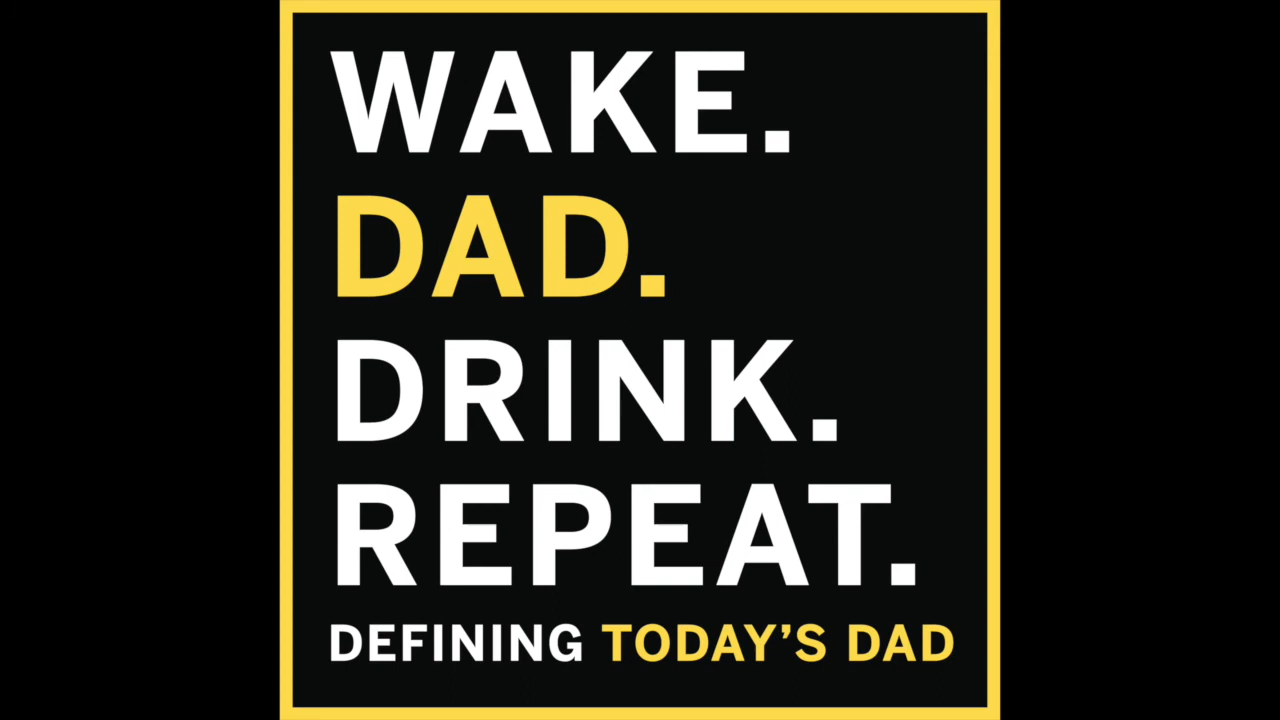 WAKE.
DAD.
DRINK.
REPEAT.
DEFINING TODAY’S DAD